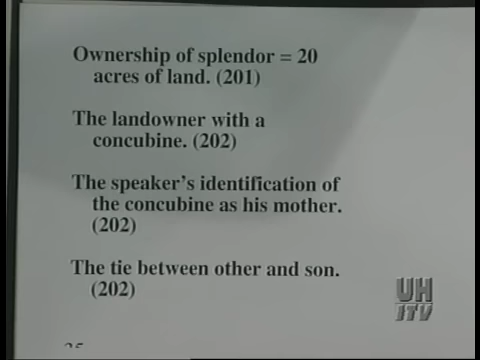 Ownership of splendor = 20
acres of land. (201)
The landowner with a
concubine. (202)
The speaker's identification of
the concubine as his mother.
(202)
The tie between other and son.
(202)
UH
ITV